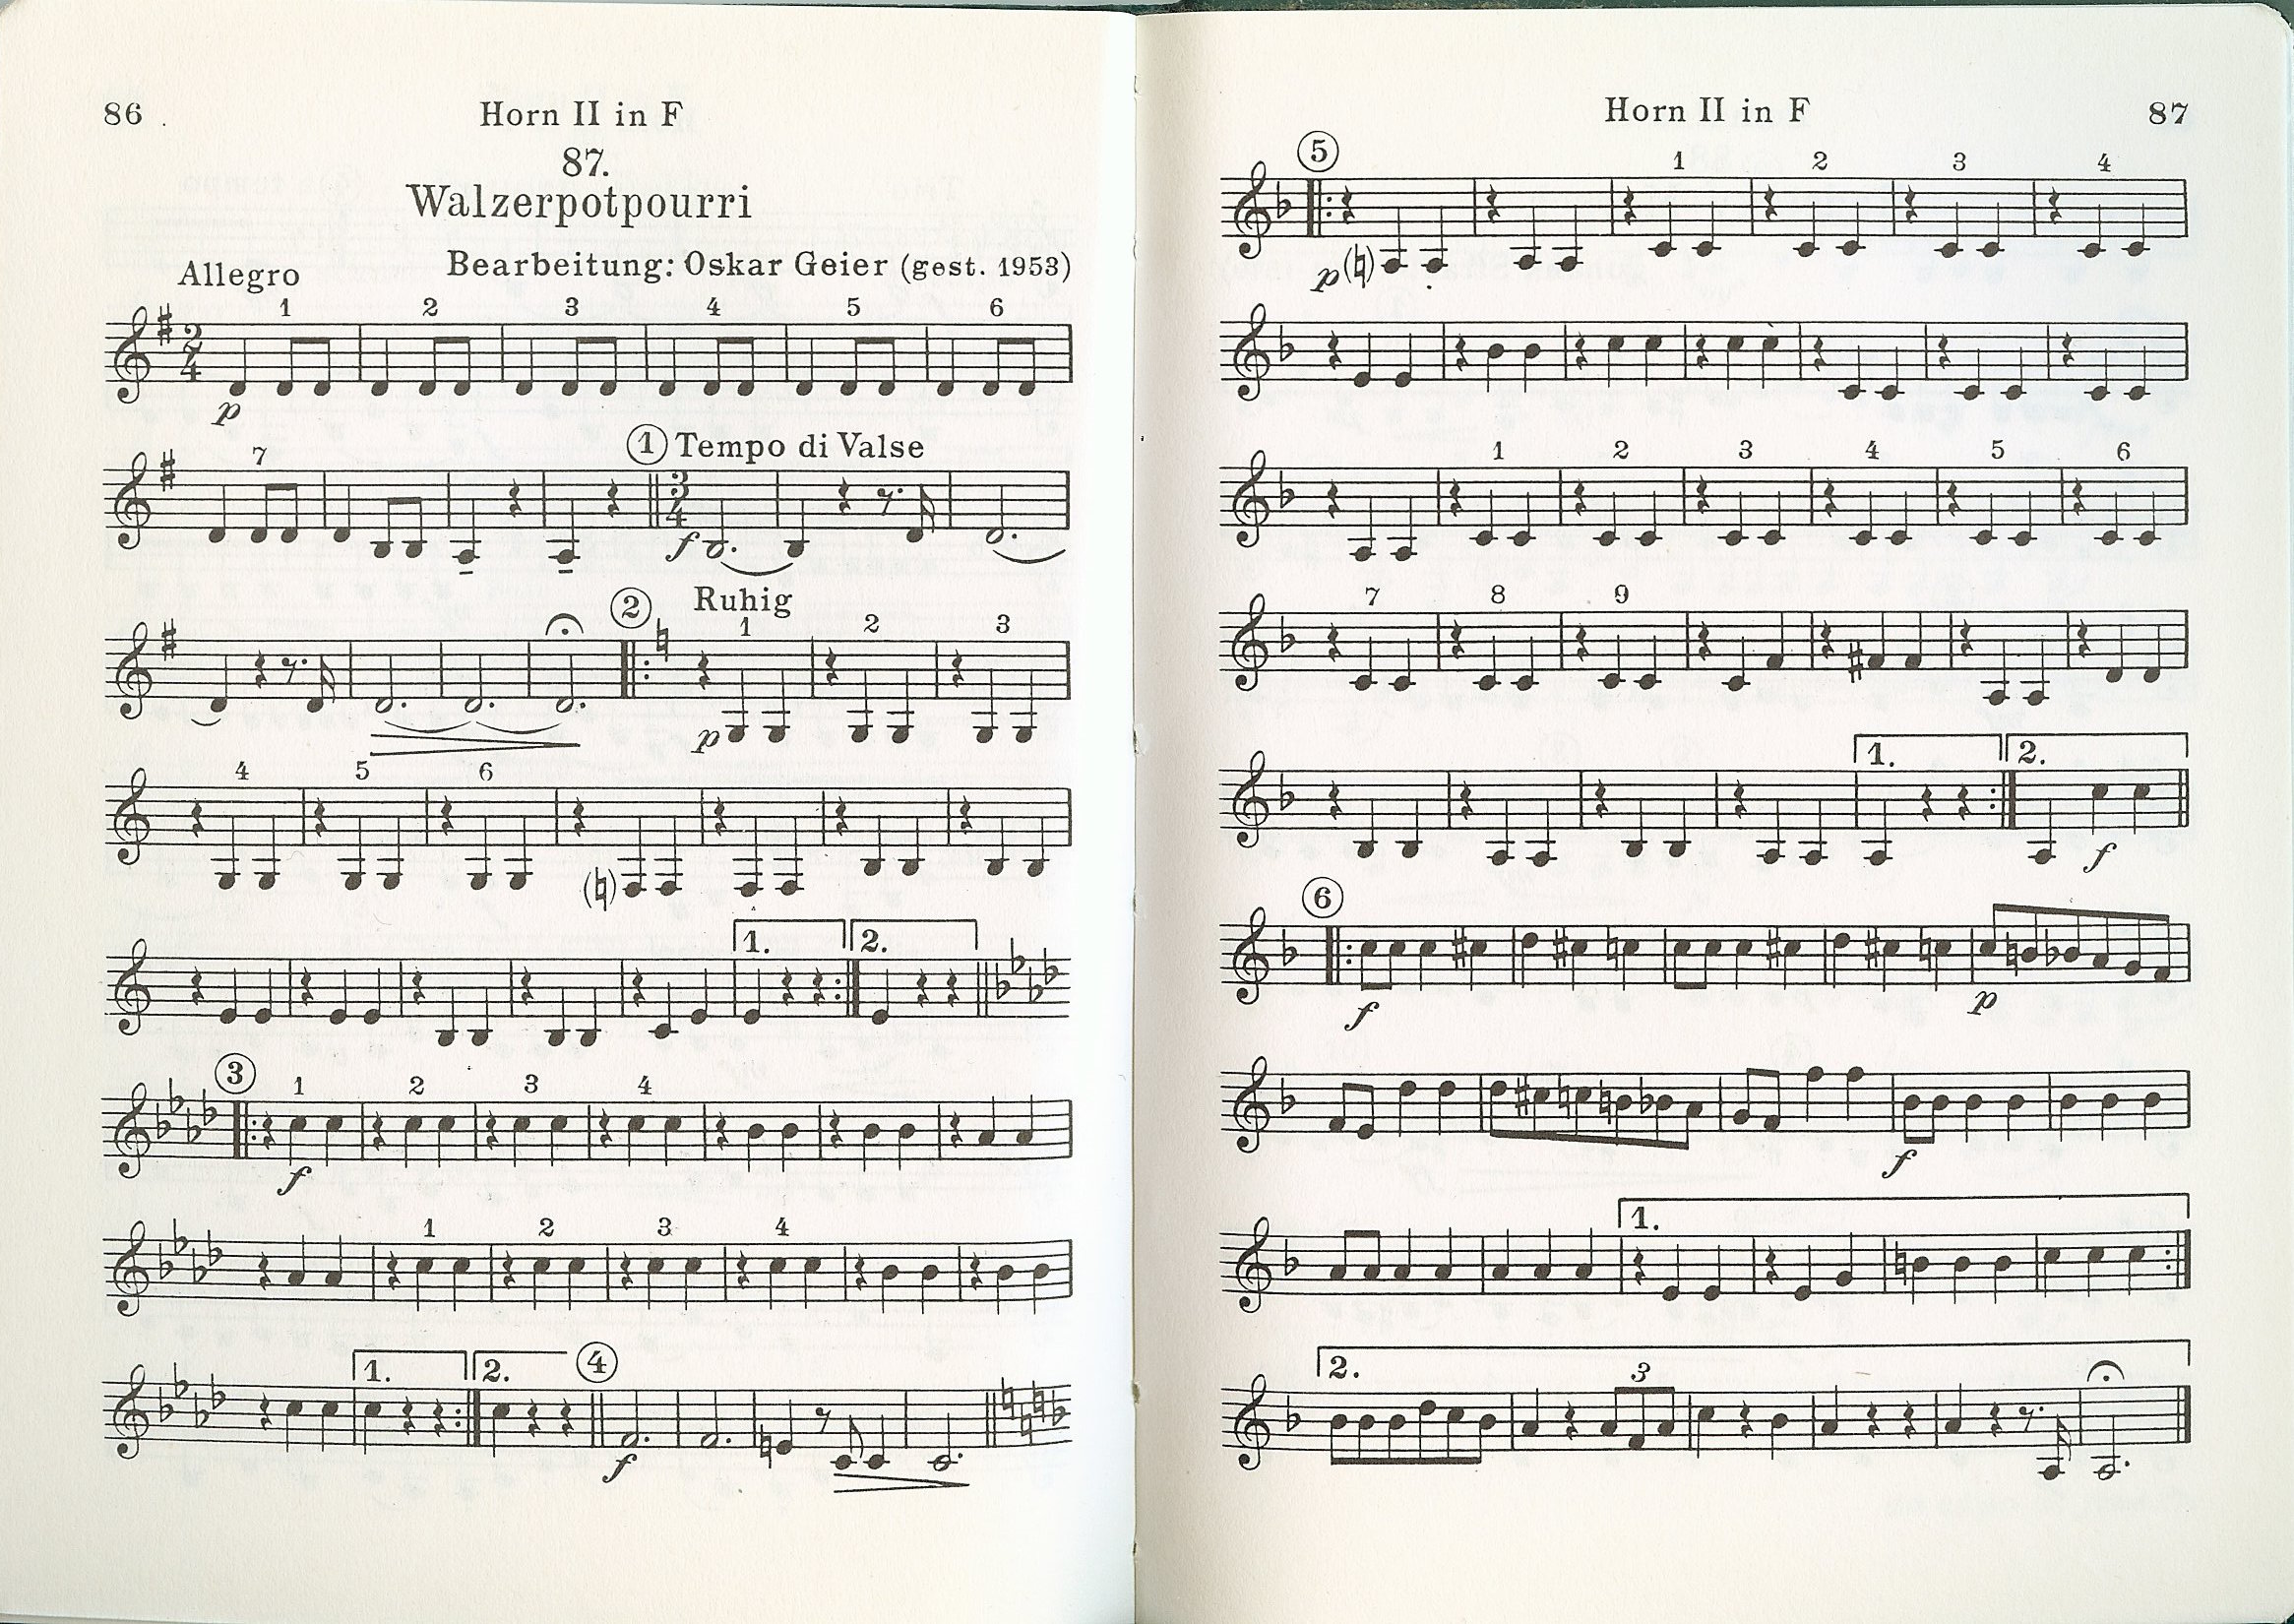 86
Horn II in F
87.
Walzerpotpourri
Bearbeitung: Oskar Geier (gest. 1953)
Allegro
1 2 3 4 5 6
2/4
p
7
1 Tempo di Valse
3/4
f
2 Ruhig
1 2 3
p
4 5 6
1. 2.
3
1 2 3 4
f
1 2 3 4
1. 2. 4
f
Horn II in F
87
5
1 2 3 4
p
1 2 3 4 5 6
7 8 9
1. 2.
f
6
f p
f
1.
2. 3